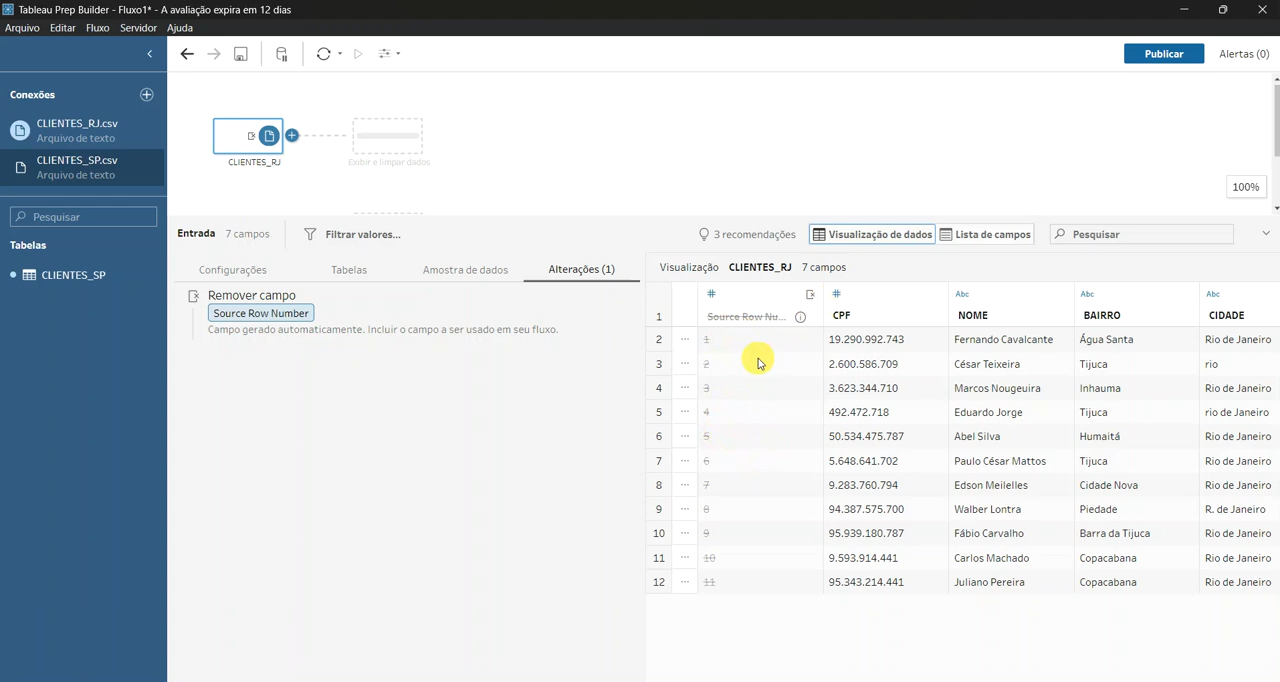 Tableau Prep Builder - Fluxo1* - A avaliação expira em 12 dias
Arquivo Editar Fluxo Servidor Ajuda
Publicar Alertas (0)
Conexões
CLIENTES_RJ.csv
Arquivo de texto
CLIENTES_SP.csv
Arquivo de texto
Pesquisar
Tabelas
CLIENTES_SP
CLIENTES_RJ
Exibir e limpar dados
100%
Entrada 7 campos Filtrar valores... 3 recomendações Visualização de dados Lista de campos Pesquisar
Configurações Tabelas Amostra de dados Alterações (1)
Remover campo
Source Row Number
Campo gerado automaticamente. Incluir o campo a ser usado em seu fluxo.
Visualização CLIENTES_RJ 7 campos
# # Abc Abc Abc
1 Source Row Nu... CPF NOME BAIRRO CIDADE
2 ... 1 19.290.992.743 Fernando Cavalcante Água Santa Rio de Janeiro
3 ... 2 2.600.586.709 César Teixeira Tijuca rio
4 ... 3 3.623.344.710 Marcos Nougeuira Inhauma Rio de Janeiro
5 ... 4 492.472.718 Eduardo Jorge Tijuca rio de Janeiro
6 ... 5 50.534.475.787 Abel Silva Humaitá Rio de Janeiro
7 ... 6 5.648.641.702 Paulo César Mattos Tijuca Rio de Janeiro
8 ... 7 9.283.760.794 Edson Meilelles Cidade Nova Rio de Janeiro
9 ... 8 94.387.575.700 Walber Lontra Piedade R. de Janeiro
10 ... 9 95.939.180.787 Fábio Carvalho Barra da Tijuca Rio de Janeiro
11 ... 10 9.593.914.441 Carlos Machado Copacabana Rio de Janeiro
12 ... 11 95.343.214.441 Juliano Pereira Copacabana Rio de Janeiro